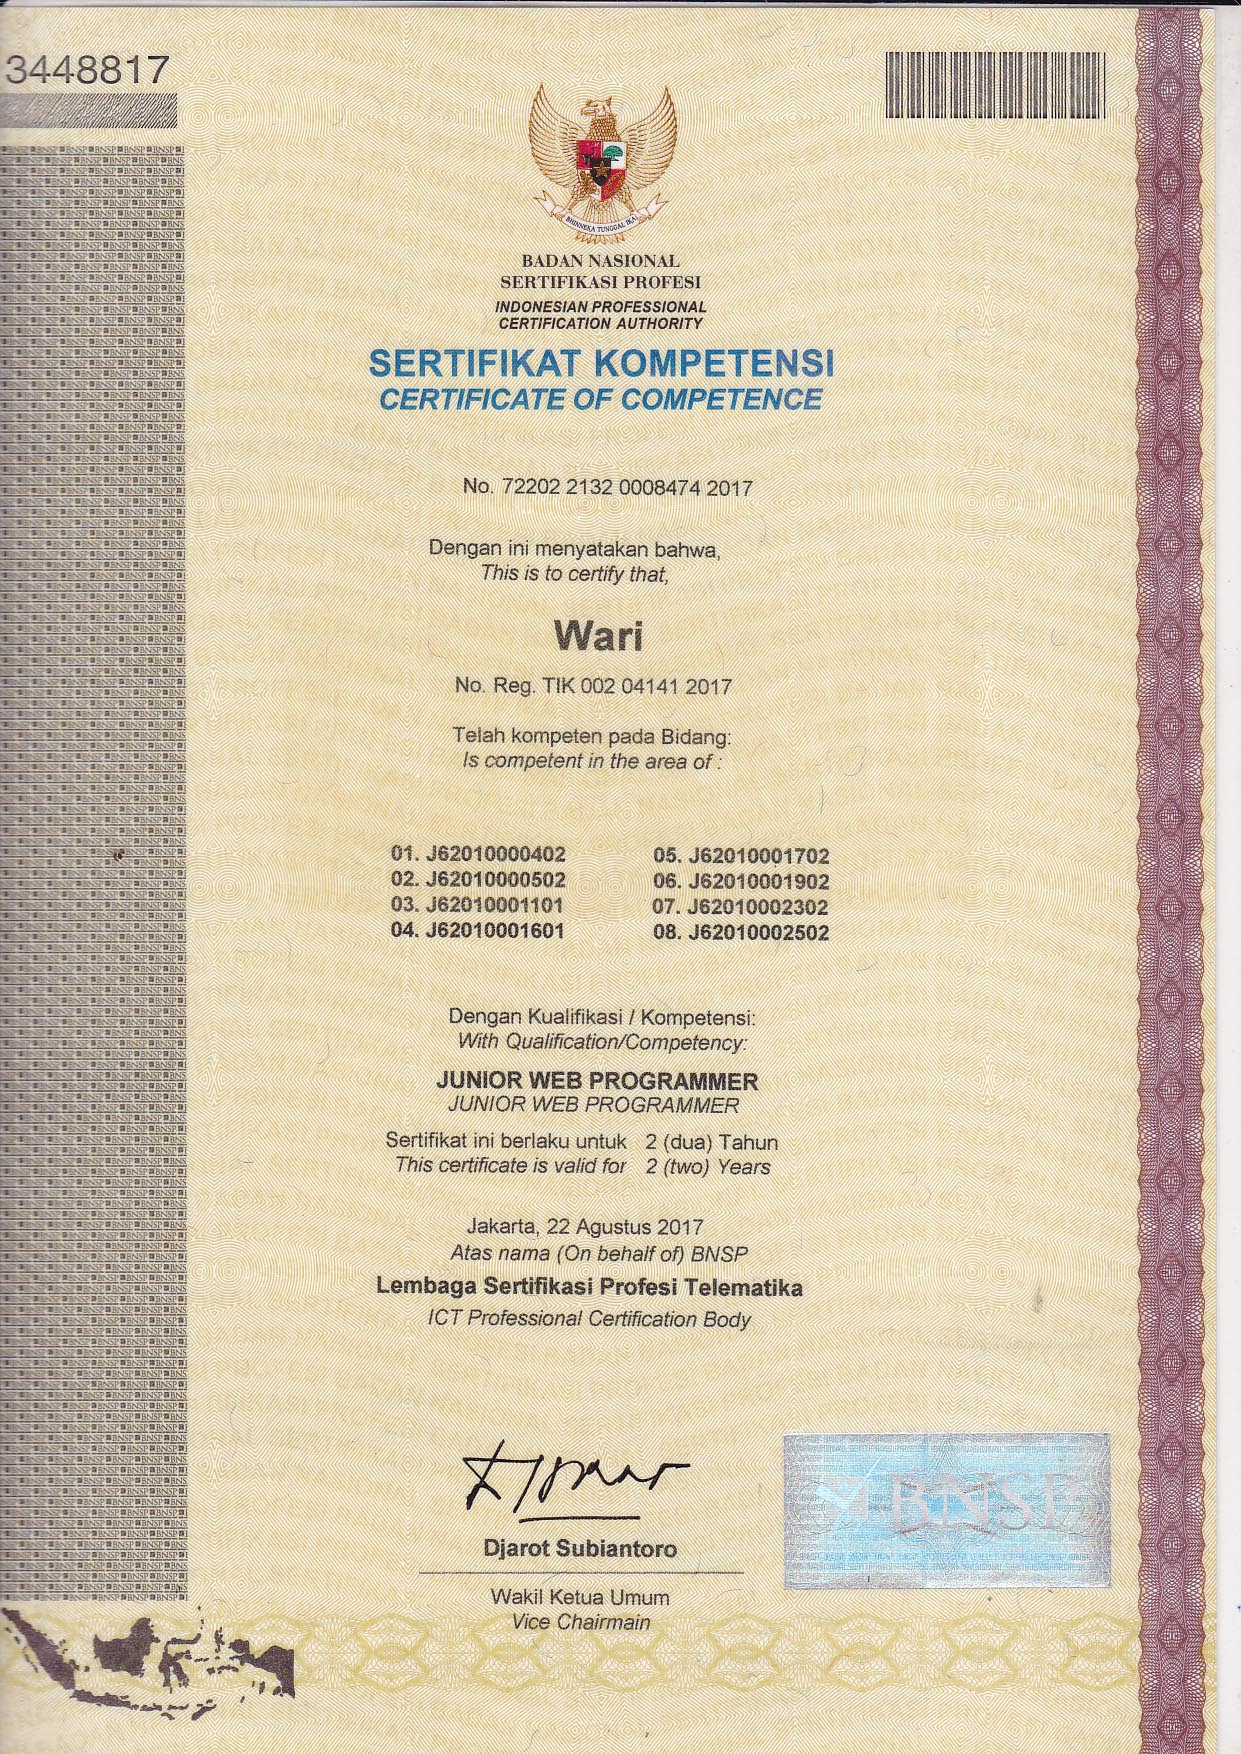 3448817
BHINNEKA TUNGGAL IKA
BADAN NASIONAL
SERTIFIKASI PROFESI
INDONESIAN PROFESSIONAL
CERTIFICATION AUTHORITY
SERTIFIKAT KOMPETENSI
CERTIFICATE OF COMPETENCE
No. 72202 2132 0008474 2017
Dengan ini menyatakan bahwa,
This is to certify that,
Wari
No. Reg. TIK 002 04141 2017
Telah kompeten pada Bidang:
Is competent in the area of :
01. J62010000402 05. J62010001702
02. J62010000502 06. J62010001902
03. J62010001101 07. J62010002302
04. J62010001601 08. J62010002502
Dengan Kualifikasi / Kompetensi:
With Qualification/Competency:
JUNIOR WEB PROGRAMMER
JUNIOR WEB PROGRAMMER
Sertifikat ini berlaku untuk 2 (dua) Tahun
This certificate is valid for 2 (two) Years
Jakarta, 22 Agustus 2017
Atas nama (On behalf of) BNSP
Lembaga Sertifikasi Profesi Telematika
ICT Professional Certification Body
BNSP
Djarot Subiantoro
Wakil Ketua Umum
Vice Chairmain